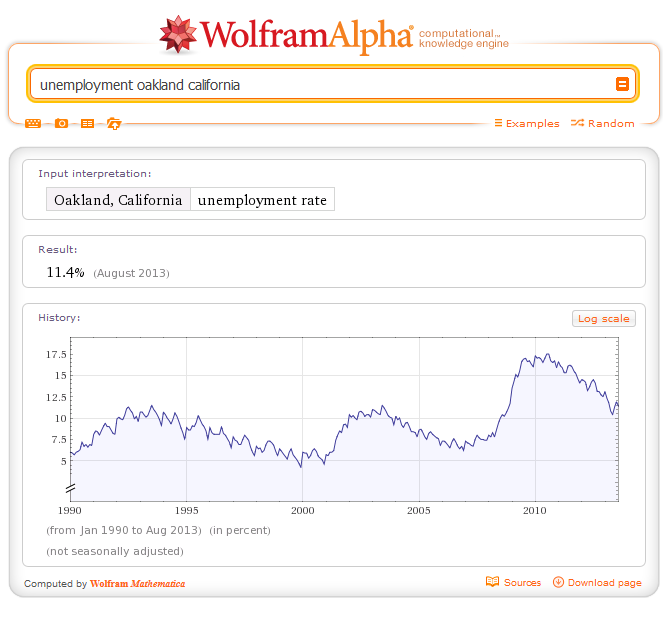 WolframAlpha® computational... knowledge engine
unemployment oakland california
Examples Random
Input interpretation:
Oakland, California unemployment rate
Result:
11.4% (August 2013)
History:
Log scale
17.5
15
12.5
10
7.5
5
1990 1995 2000 2005 2010
(from Jan 1990 to Aug 2013) (in percent)
(not seasonally adjusted)
Computed by Wolfram Mathematica
Sources Download page